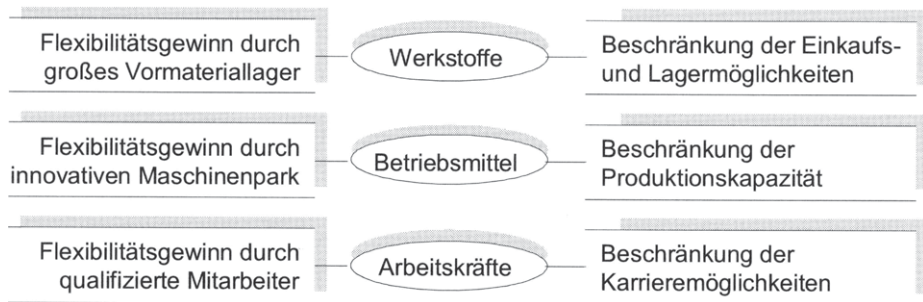 Flexibilitätsgewinn durch
großes Vormateriallager
Werkstoffe
Beschränkung der Einkaufs-
und Lagermöglichkeiten
Flexibilitätsgewinn durch
innovativen Maschinenpark
Betriebsmittel
Beschränkung der
Produktionskapazität
Flexibilitätsgewinn durch
qualifizierte Mitarbeiter
Arbeitskräfte
Beschränkung der
Karrieremöglichkeiten